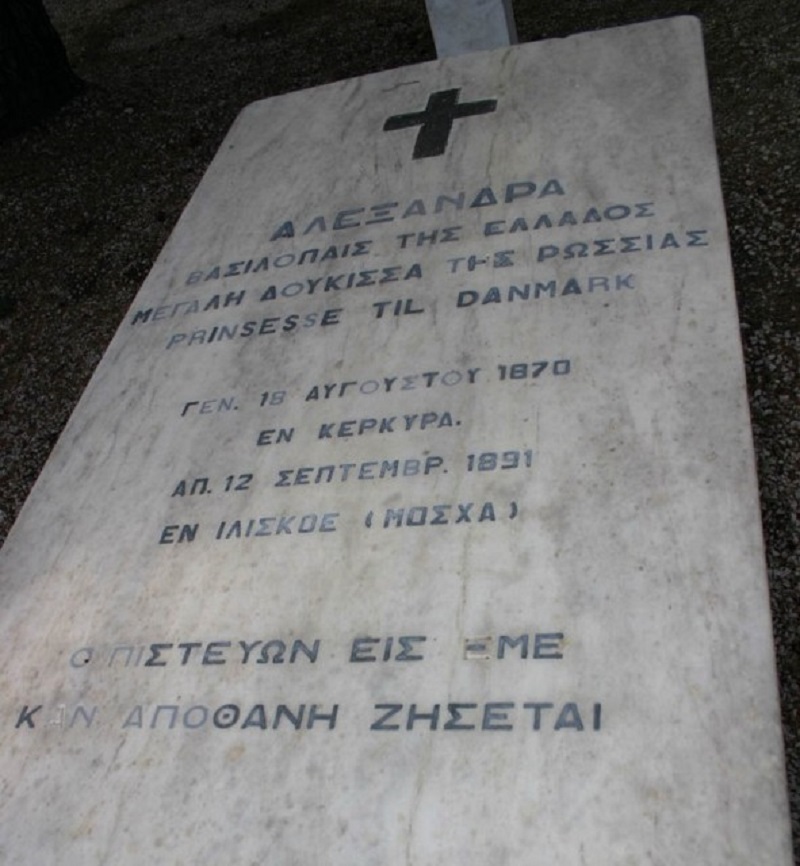 ΑΛΕΞΑΝΔΡΑ
ΒΑΣΙΛΟΠΑΙΣ ΤΗΣ ΕΛΛΑΔΟΣ
ΜΕΓΑΛΗ ΔΟΥΚΙΣΣΑ ΤΗΣ ΡΩΣΣΙΑΣ
PRINSESSE TIL DANMARK
ΓΕΝ. 18 ΑΥΓΟΥΣΤΟΥ 1870
ΕΝ ΚΕΡΚΥΡΑ.
ΑΠ. 12 ΣΕΠΤΕΜΒΡ. 1891
ΕΝ ΙΛΙΣΚΟΕ (ΜΟΣΧΑ)
Ο ΠΙΣΤΕΥΩΝ ΕΙΣ ΕΜΕ
ΚΑΝ ΑΠΟΘΑΝΗ ΖΗΣΕΤΑΙ